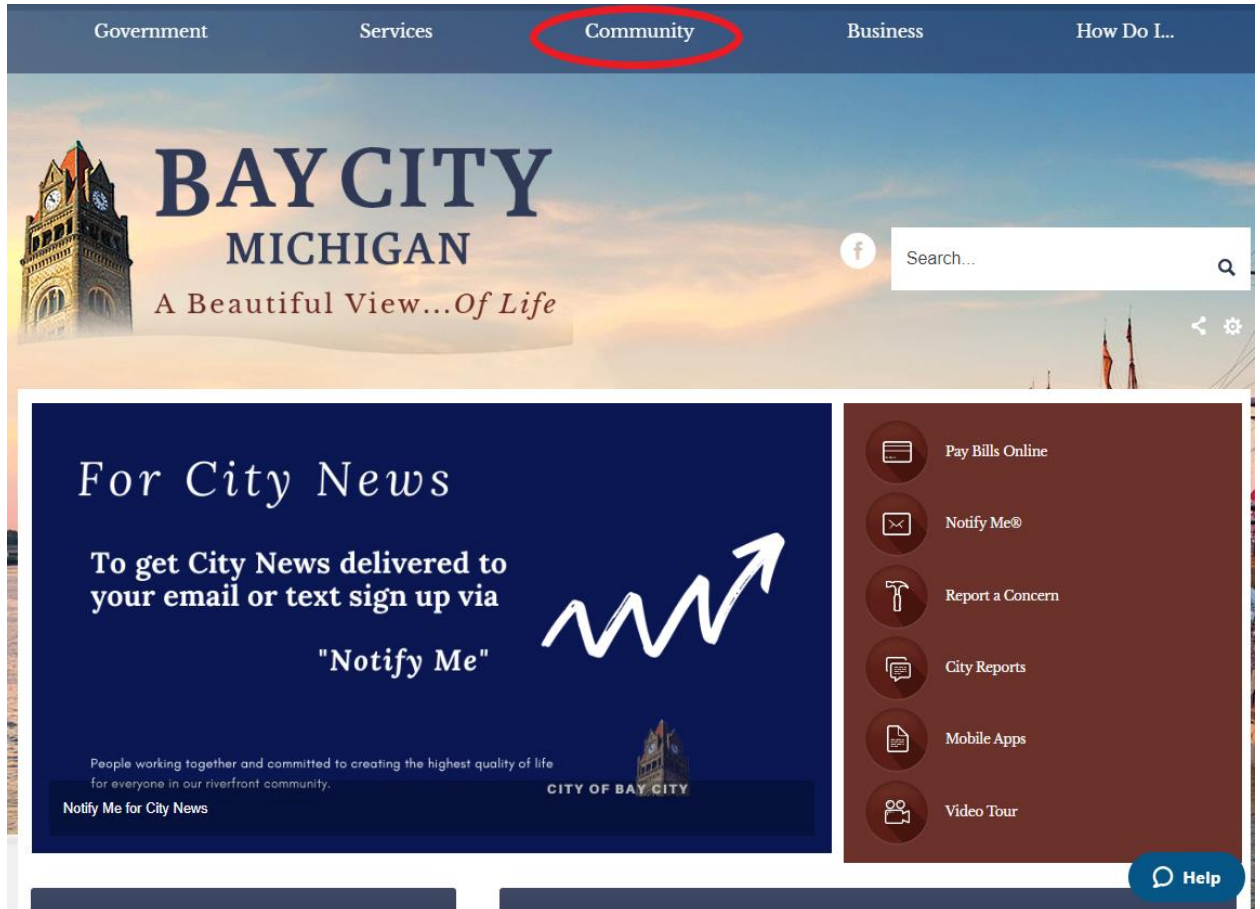 Government Services Community Business How Do I...
BAY CITY
MICHIGAN
A Beautiful View...Of Life
Search...
For City News
To get City News delivered to
your email or text sign up via
"Notify Me"
People working together and committed to creating the highest quality of life
for everyone in our riverfront community.
CITY OF BAY CITY
Notify Me for City News
Pay Bills Online
Notify Me®
Report a Concern
City Reports
Mobile Apps
Video Tour
Help